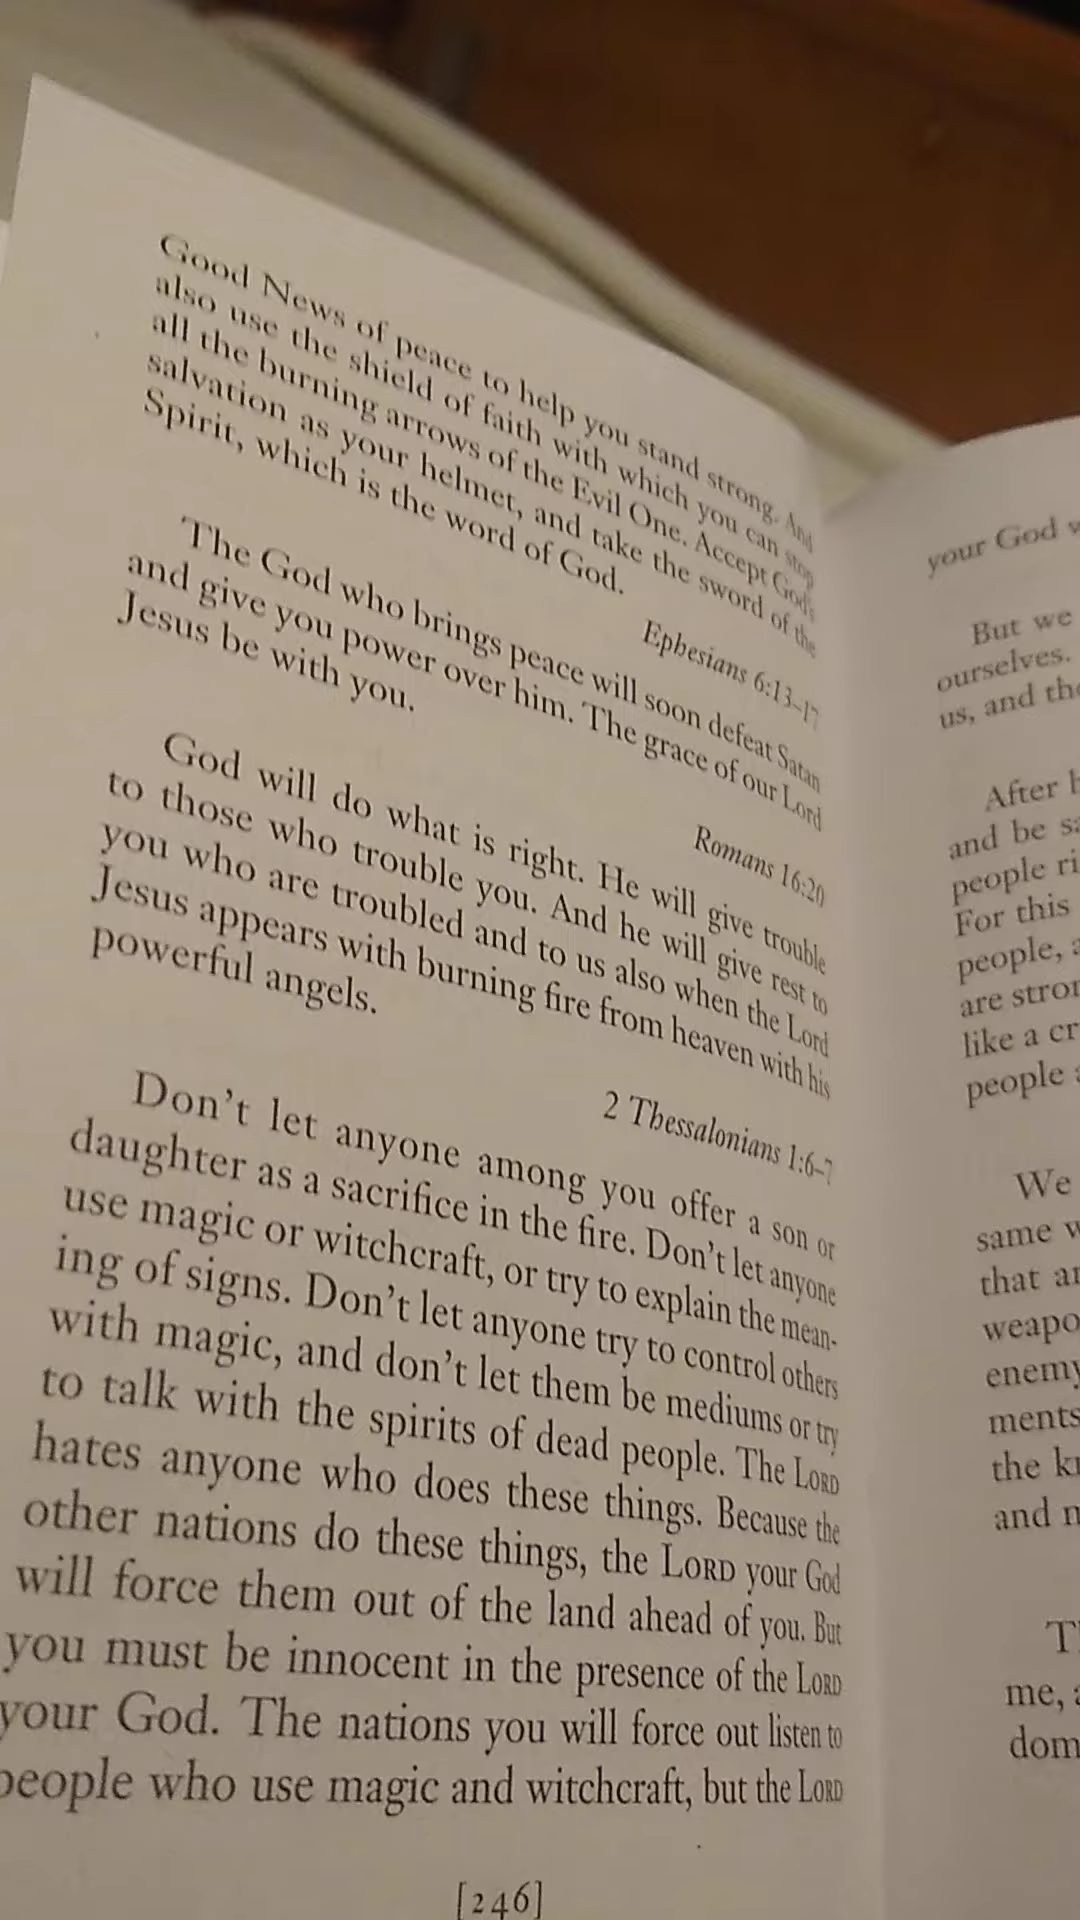 Good News of peace to help you stand strong. And
also use the shield of faith with which you can stop
all the burning arrows of the Evil One. Accept God's
salvation as your helmet, and take the sword of the
Spirit, which is the word of God.
Ephesians 6:13–17
The God who brings peace will soon defeat Satan
and give you power over him. The grace of our Lord
Jesus be with you.
Romans 16:20
God will do what is right. He will give trouble
to those who trouble you. And he will give rest to
you who are troubled and to us also when the Lord
Jesus appears with burning fire from heaven with his
powerful angels.
2 Thessalonians 1:6–7
Don't let anyone among you offer a son or
daughter as a sacrifice in the fire. Don't let anyone
use magic or witchcraft, or try to explain the mean-
ing of signs. Don't let anyone try to control others
with magic, and don't let them be mediums or try
to talk with the spirits of dead people. The LORD
hates anyone who does these things. Because the
other nations do these things, the LORD your God
will force them out of the land ahead of you. But
you must be innocent in the presence of the LORD
your God. The nations you will force out listen to
people who use magic and witchcraft, but the LORD
[246]
your God
But we
ourselves.
us, and
After
and be
people
For this
people,
are
like a
people
We
same
that

enemy

the
and

me,